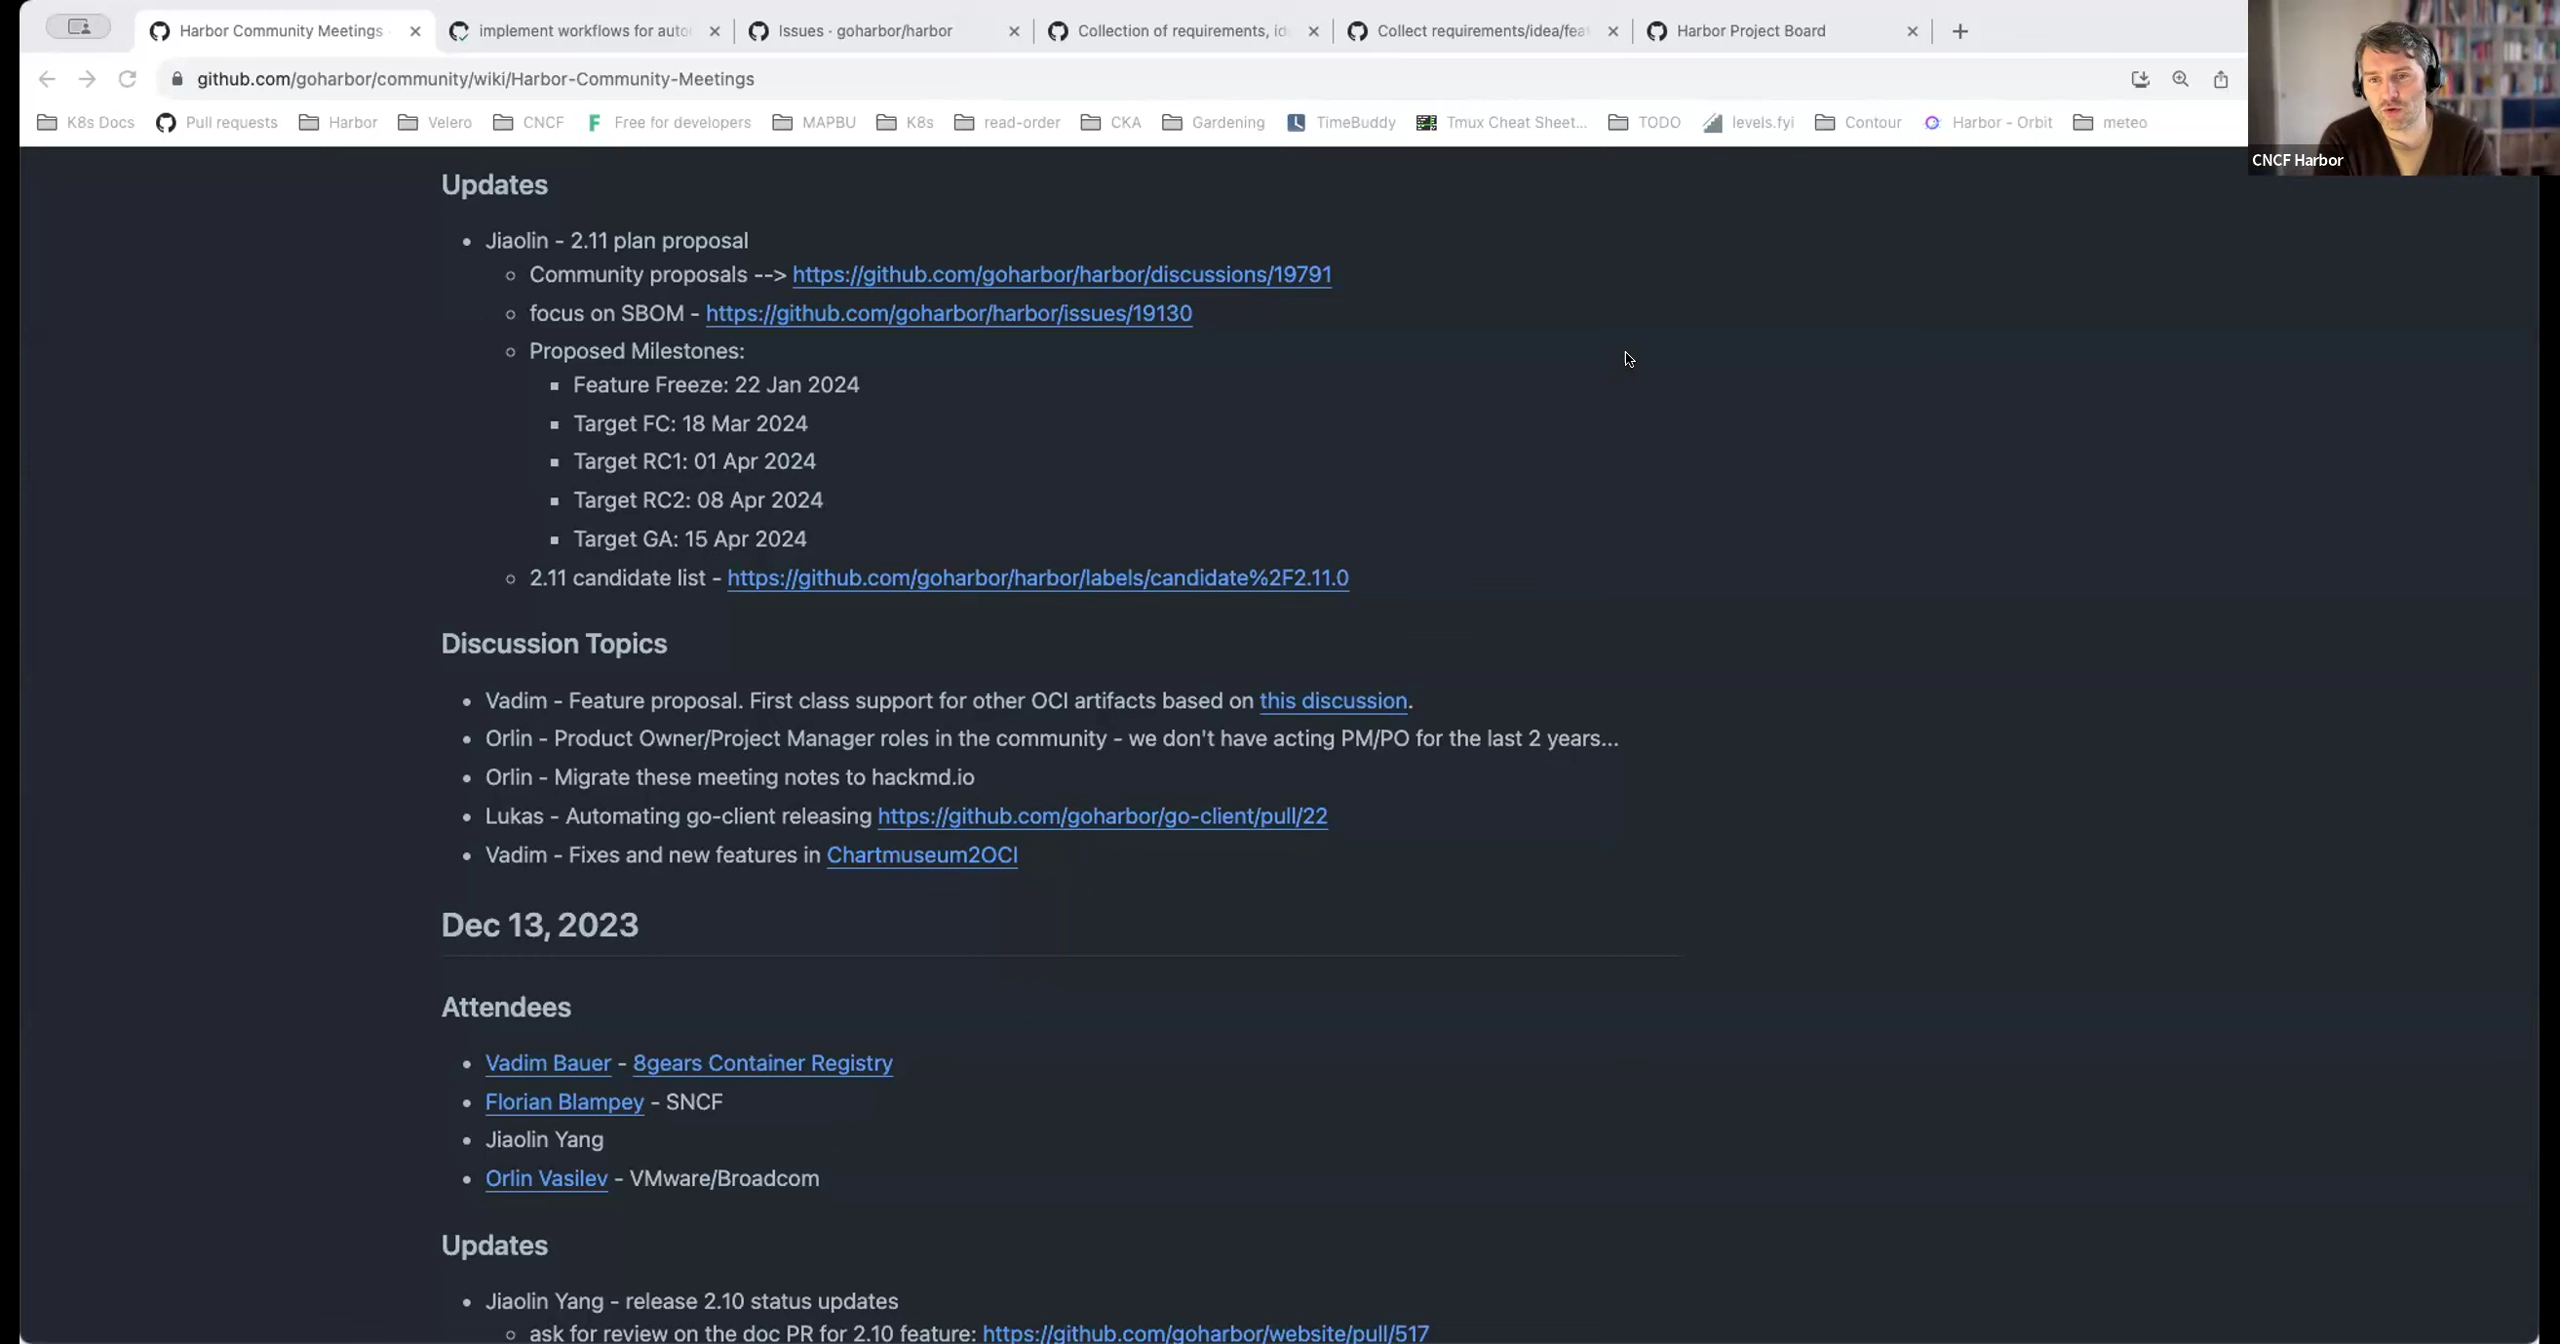 Harbor Community Meetings
implement workflows for auto
Issues · goharbor/harbor
Collection of requirements, id
Collect requirements/idea/fea
Harbor Project Board
github.com/goharbor/community/wiki/Harbor-Community-Meetings
K8s Docs Pull requests Harbor Velero CNCF Free for developers MAPBU K8s read-order CKA Gardening TimeBuddy Tmux Cheat Sheet... TODO levels.fyi Contour Harbor - Orbit meteo
CNCF Harbor
Updates
Jiaolin - 2.11 plan proposal
Community proposals --> https://github.com/goharbor/harbor/discussions/19791
focus on SBOM - https://github.com/goharbor/harbor/issues/19130
Proposed Milestones:
Feature Freeze: 22 Jan 2024
Target FC: 18 Mar 2024
Target RC1: 01 Apr 2024
Target RC2: 08 Apr 2024
Target GA: 15 Apr 2024
2.11 candidate list - https://github.com/goharbor/harbor/labels/candidate%2F2.11.0
Discussion Topics
Vadim - Feature proposal. First class support for other OCI artifacts based on this discussion.
Orlin - Product Owner/Project Manager roles in the community - we don't have acting PM/PO for the last 2 years...
Orlin - Migrate these meeting notes to hackmd.io
Lukas - Automating go-client releasing https://github.com/goharbor/go-client/pull/22
Vadim - Fixes and new features in Chartmuseum2OCI
Dec 13, 2023
Attendees
Vadim Bauer - 8gears Container Registry
Florian Blampey - SNCF
Jiaolin Yang
Orlin Vasilev - VMware/Broadcom
Updates
Jiaolin Yang - release 2.10 status updates
ask for review on the doc PR for 2.10 feature: https://github.com/goharbor/website/pull/517